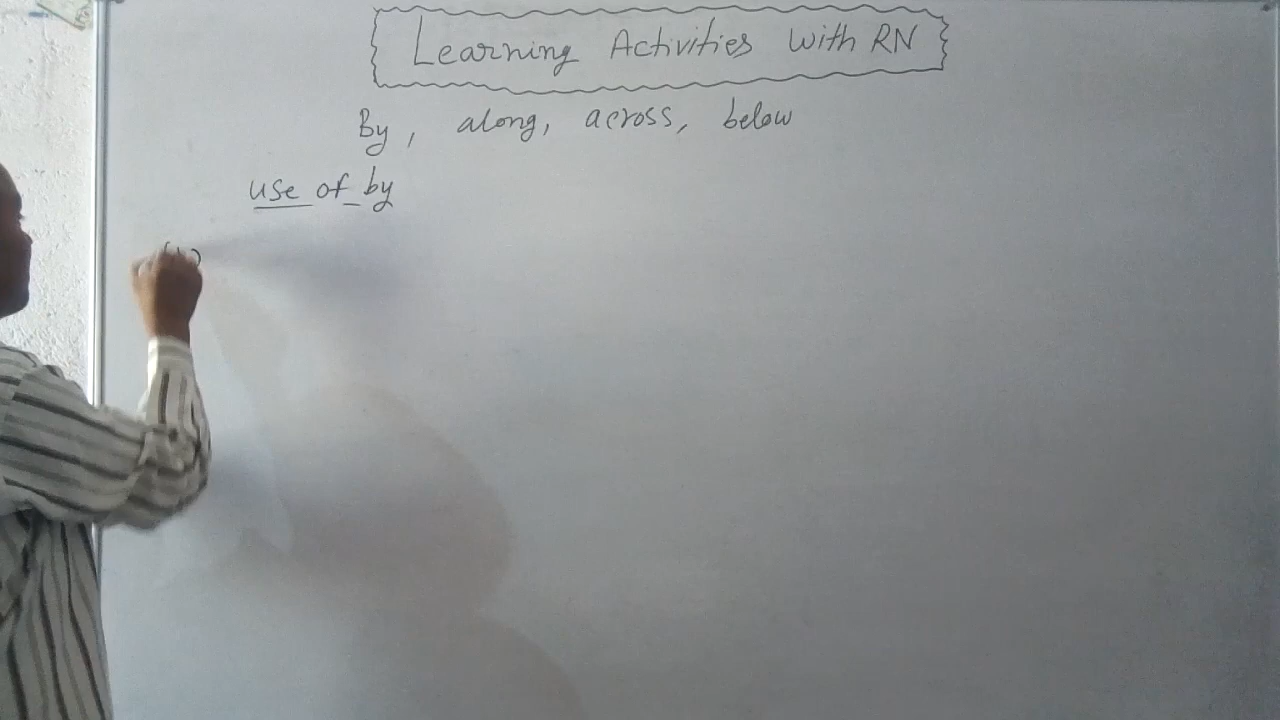 Learning Activities With RN
By, along, across, below
use of by